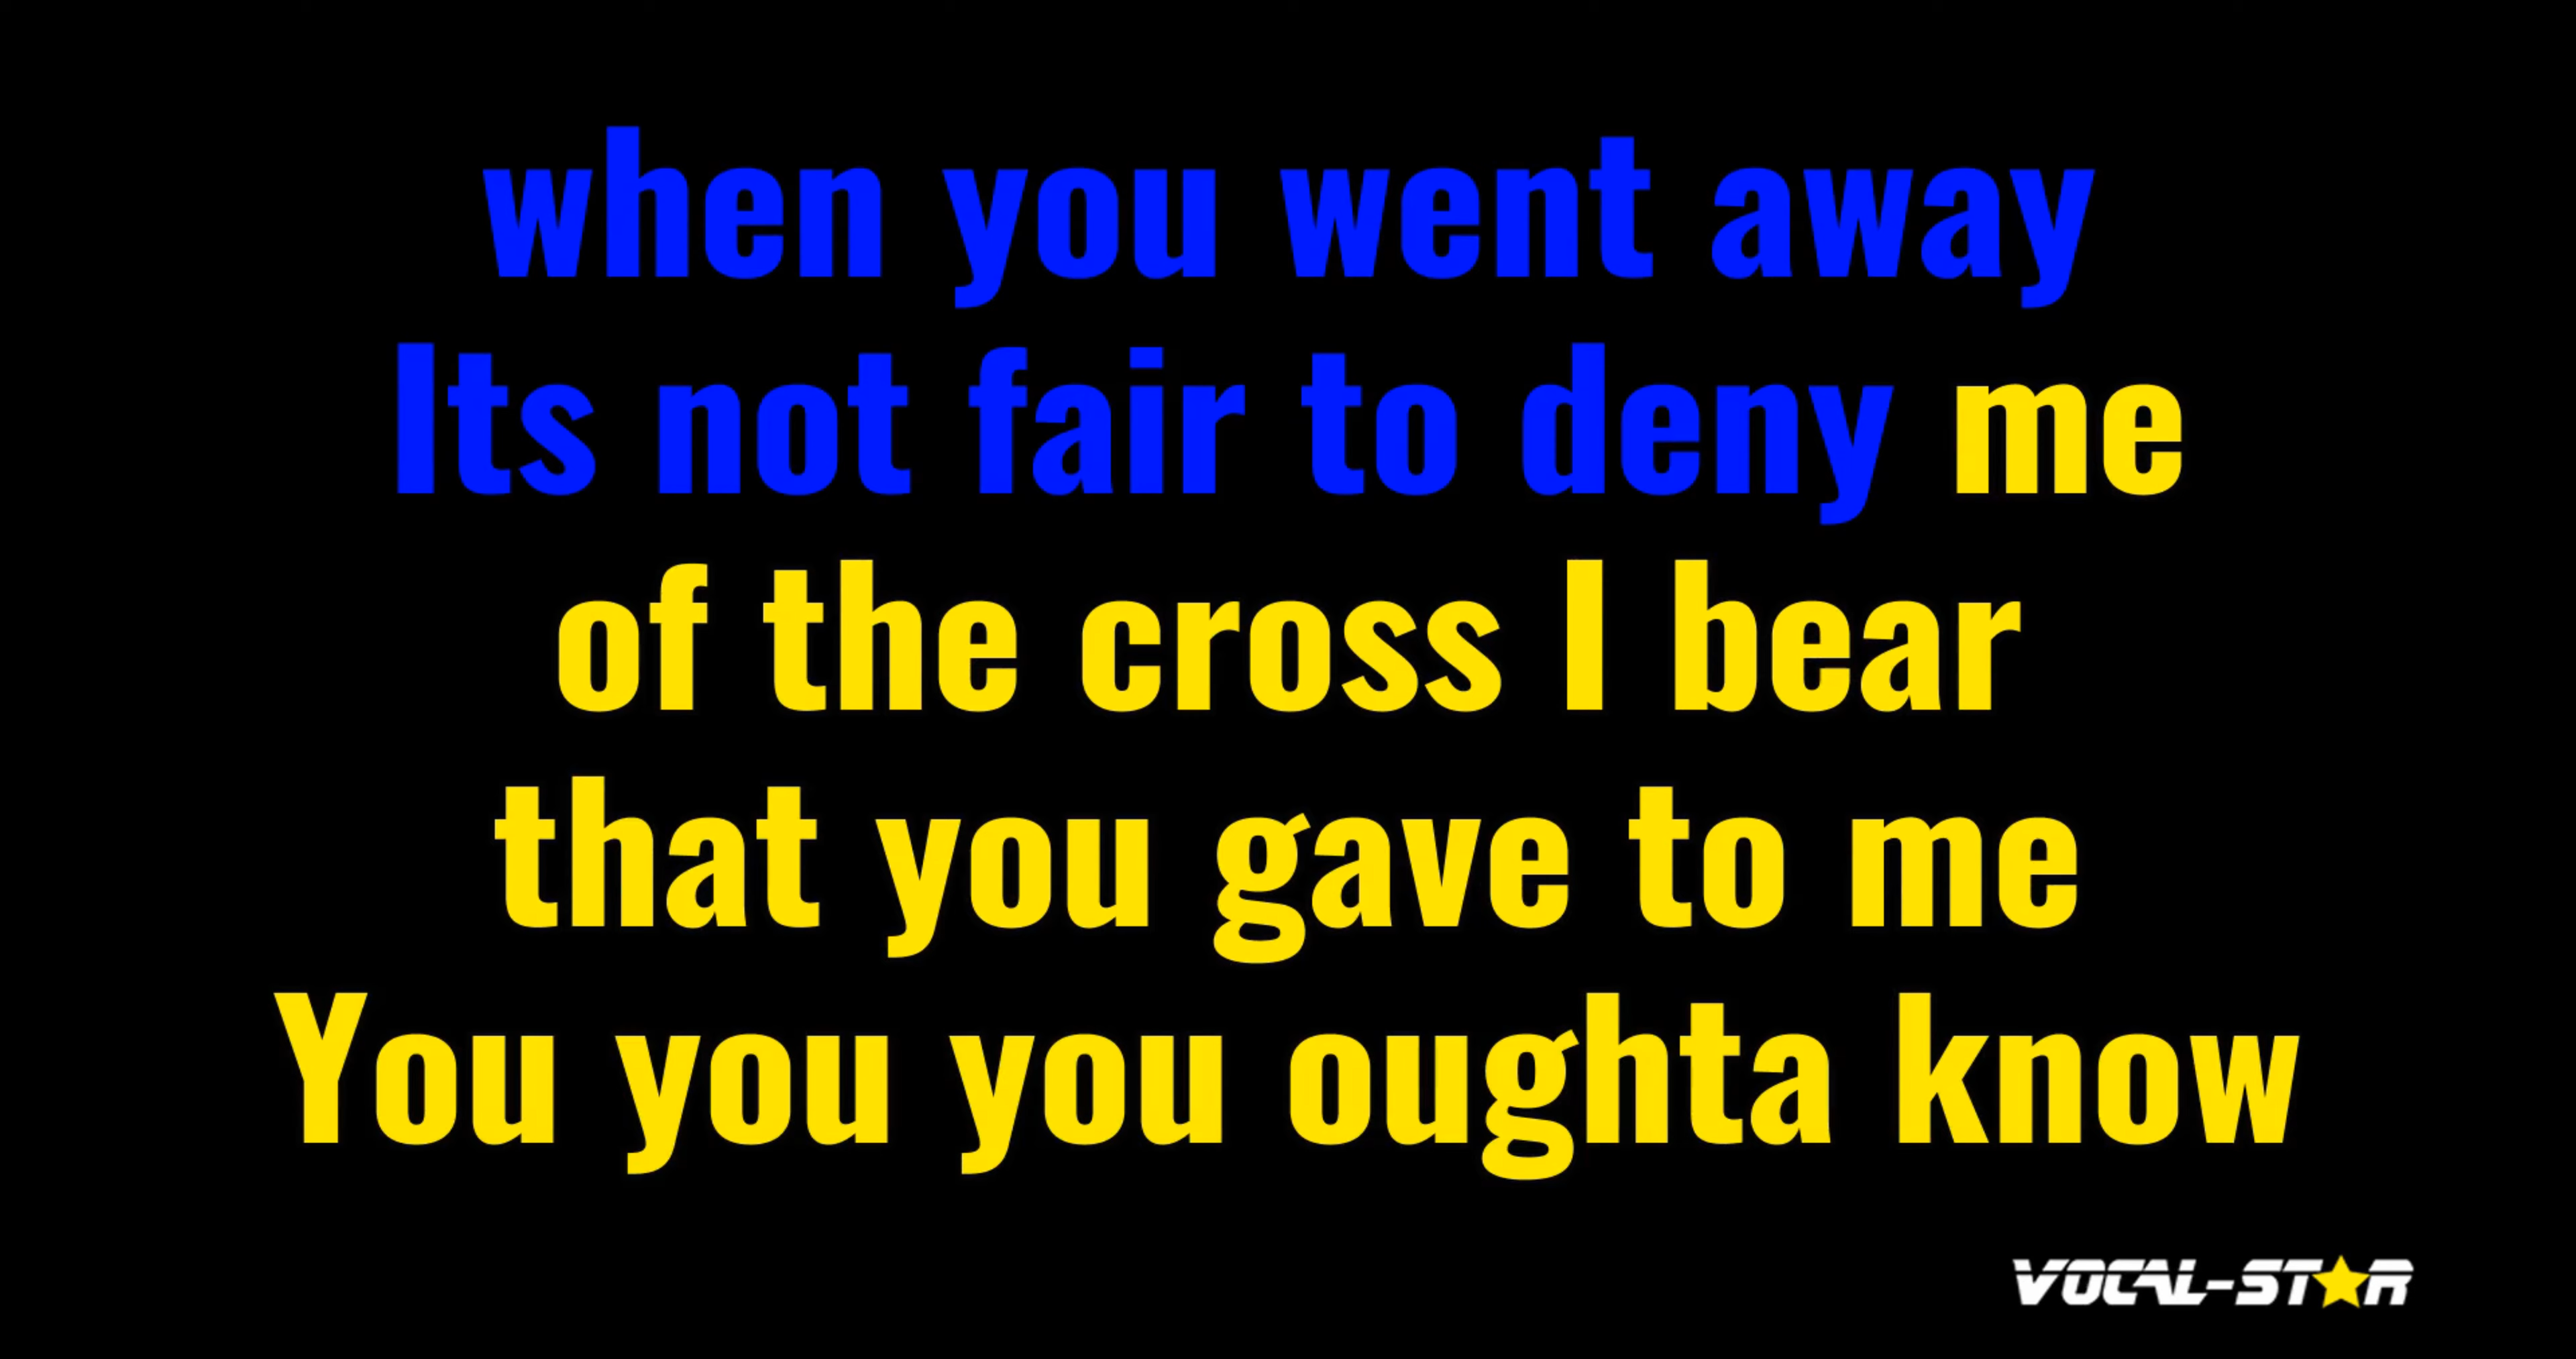 when you went away
Its not fair to deny me
of the cross I bear
that you gave to me
You you you oughta know
VOCAL-STAR